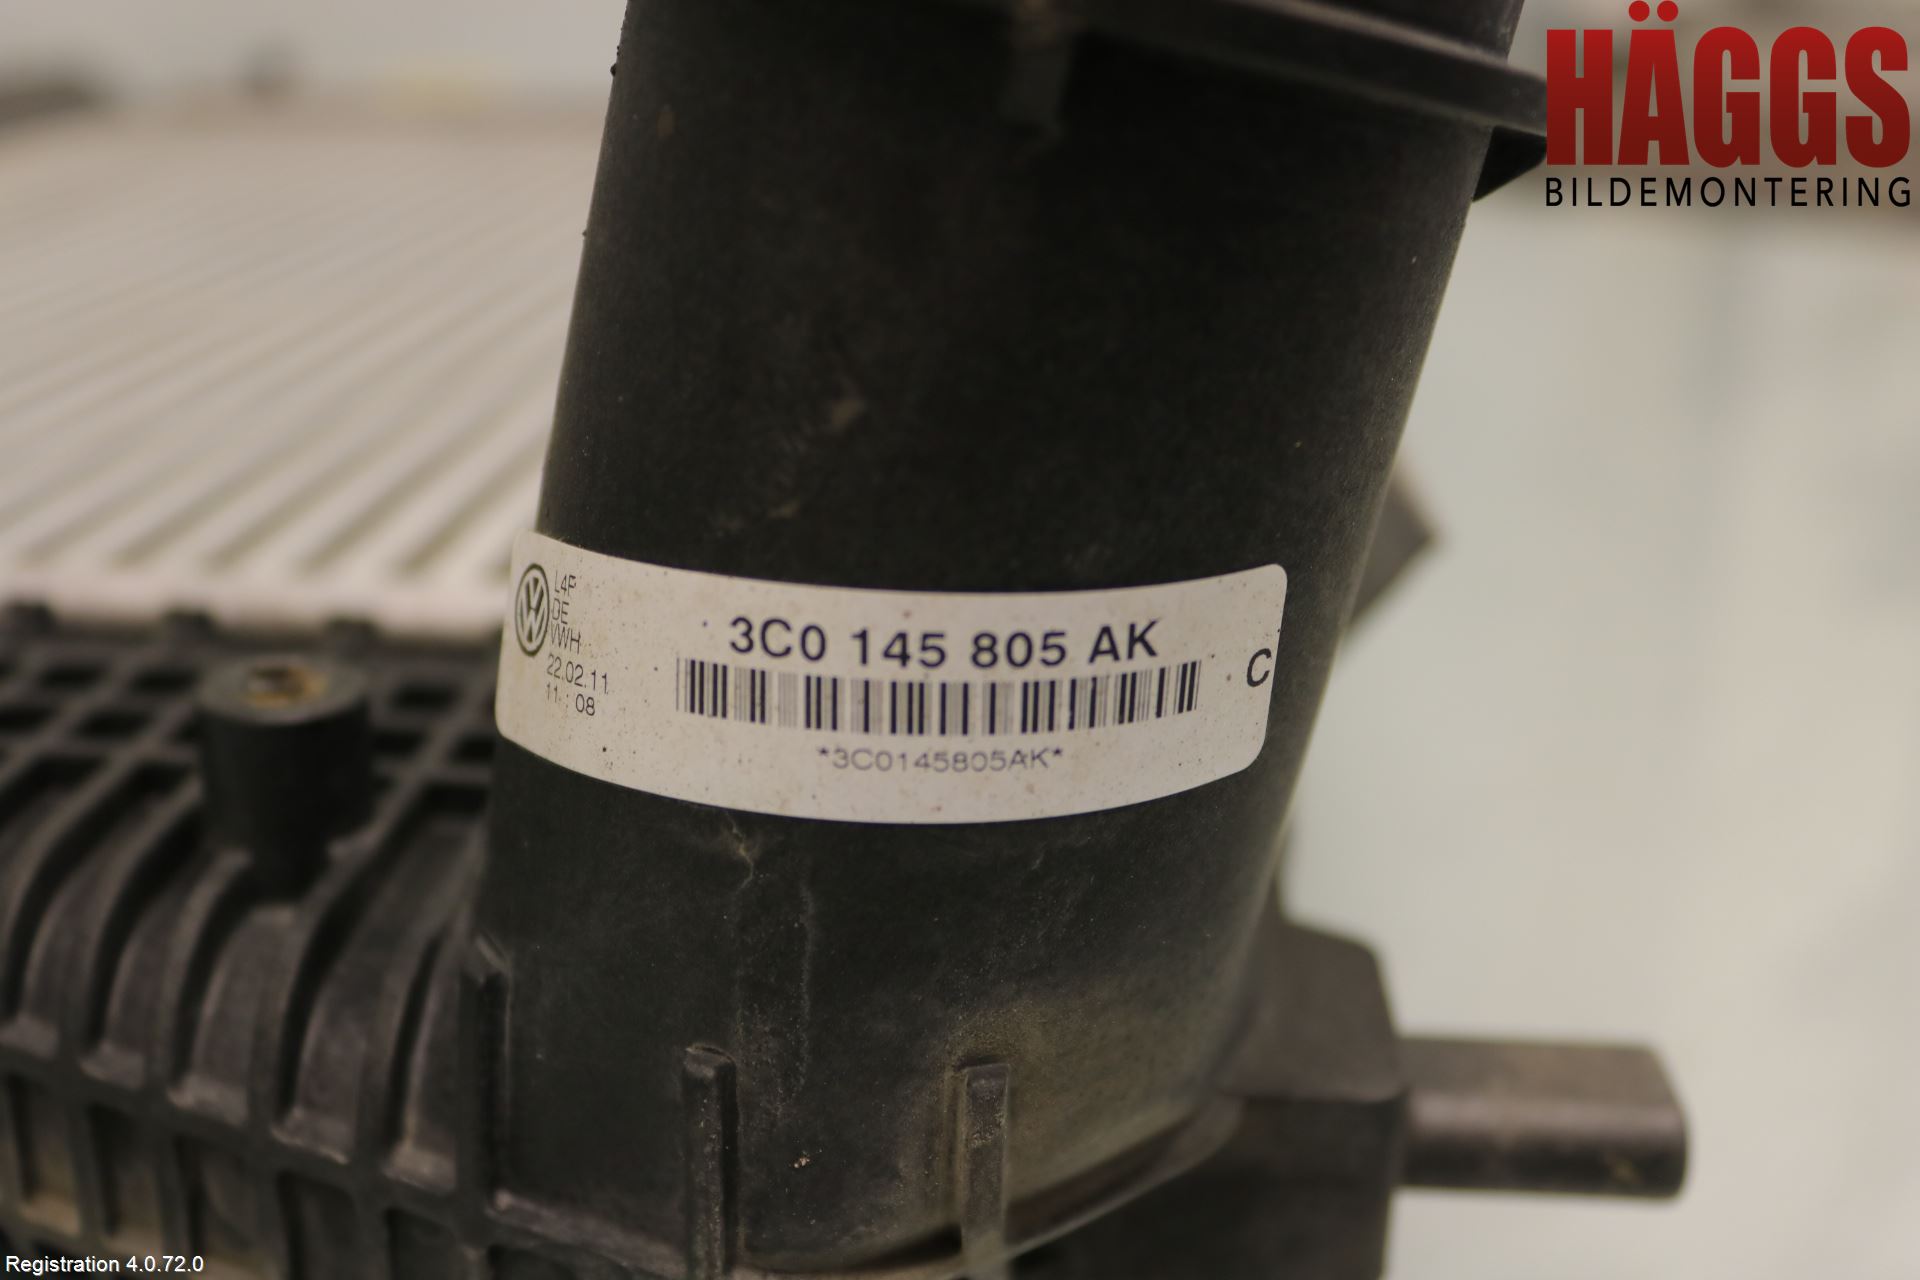 HÄGGS
BILDEMONTERING
L4P
DE
VWH
22.02.11
11:08
3C0 145 805 AK
C
*3C0145805AK*
Registration 4.0.72.0